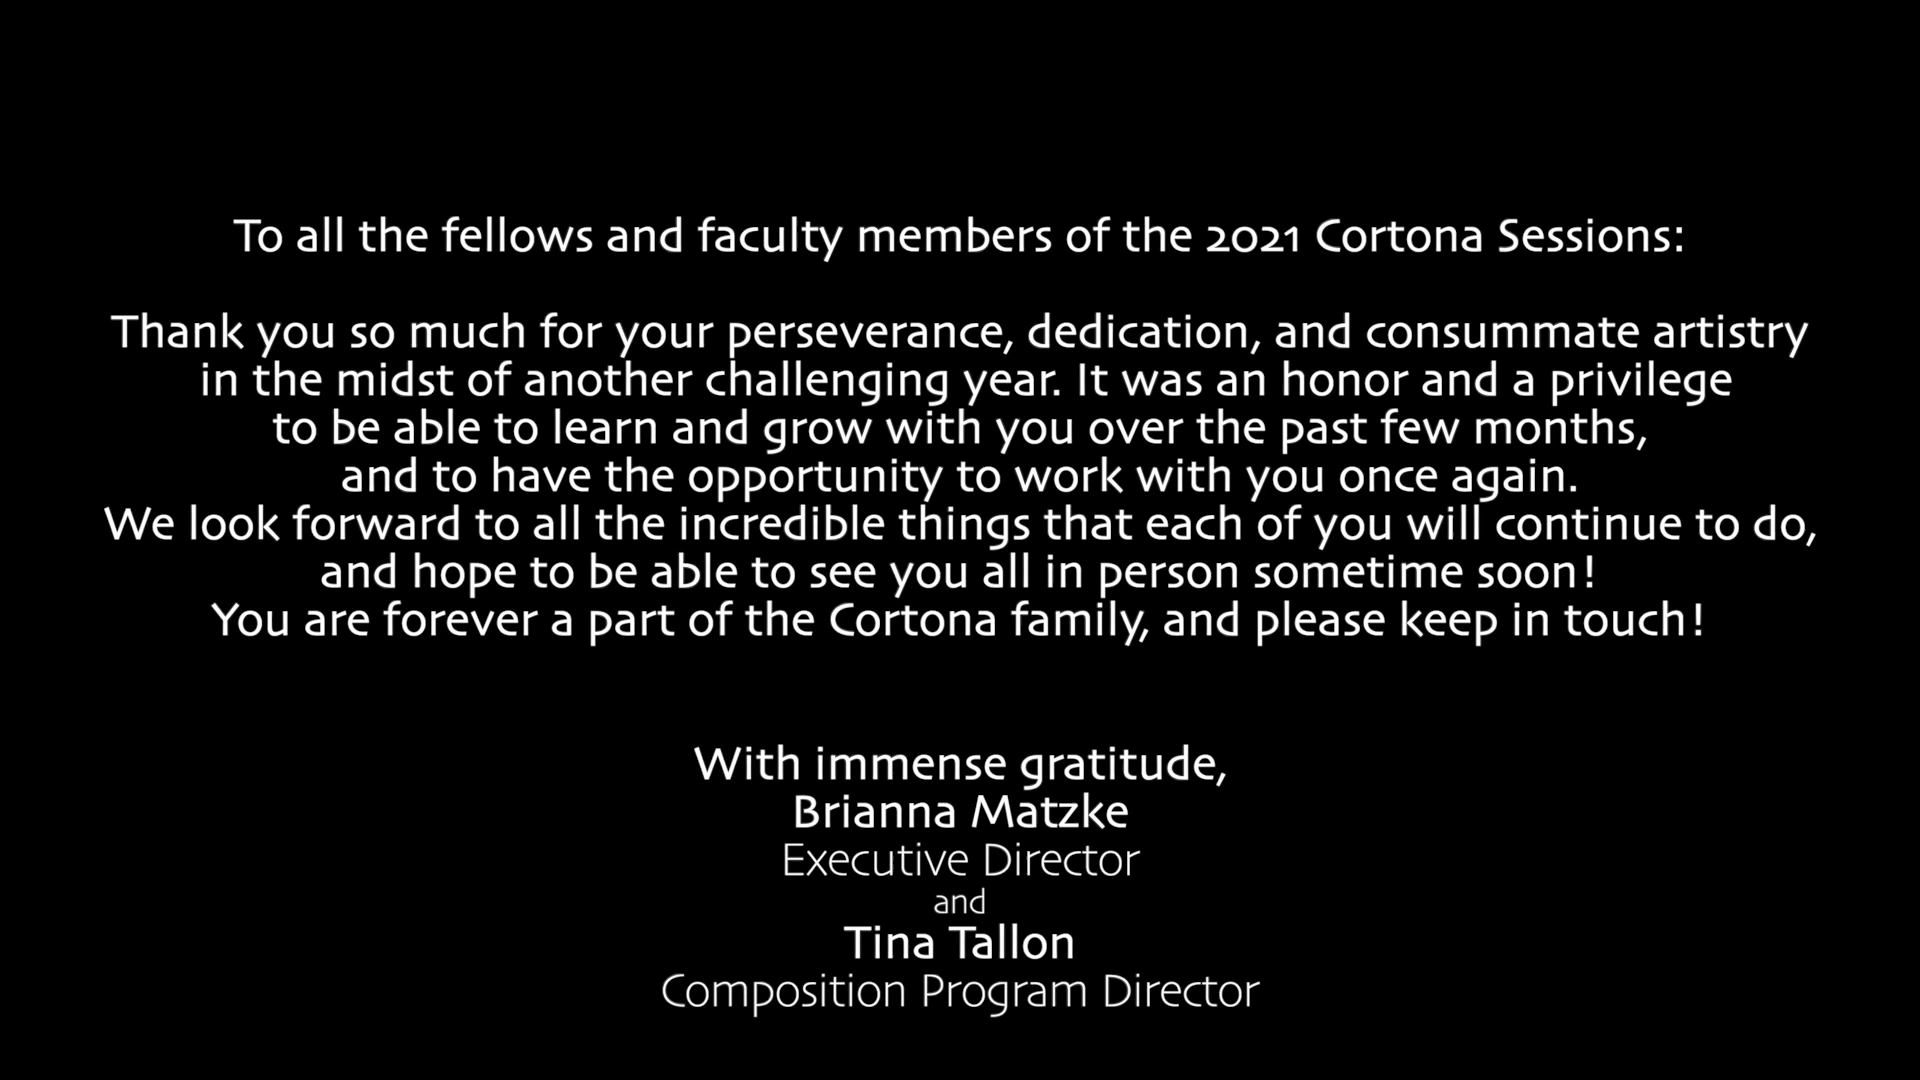 To all the fellows and faculty members of the 2021 Cortona Sessions:
Thank you so much for your perseverance, dedication, and consummate artistry
in the midst of another challenging year. It was an honor and a privilege
to be able to learn and grow with you over the past few months,
and to have the opportunity to work with you once again.
We look forward to all the incredible things that each of you will continue to do,
and hope to be able to see you all in person sometime soon!
You are forever a part of the Cortona family, and please keep in touch!
With immense gratitude,
Brianna Matzke
Executive Director
and
Tina Tallon
Composition Program Director